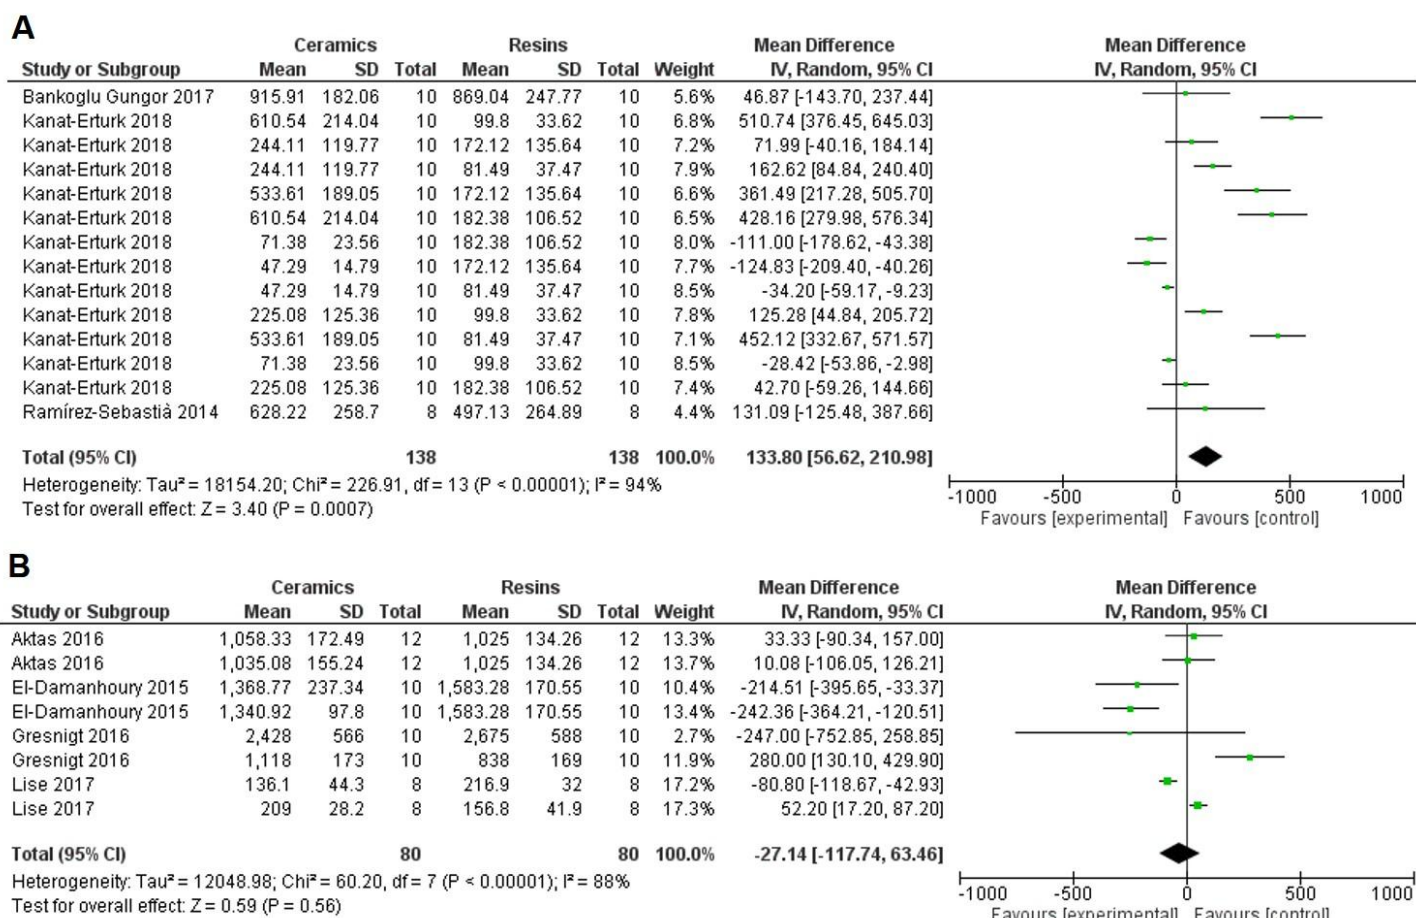 A
Ceramics Resins Mean Difference Mean Difference
Study or Subgroup Mean SD Total Mean SD Total Weight IV, Random, 95% CI IV, Random, 95% CI
Bankoglu Gungor 2017 915.91 182.06 10 869.04 247.77 10 5.6% 46.87 [-143.70, 237.44]
Kanat-Erturk 2018 610.54 214.04 10 99.8 33.62 10 6.8% 510.74 [376.45, 645.03]
Kanat-Erturk 2018 244.11 119.77 10 172.12 135.64 10 7.2% 71.99 [-40.16, 184.14]
Kanat-Erturk 2018 244.11 119.77 10 81.49 37.47 10 7.9% 162.62 [84.84, 240.40]
Kanat-Erturk 2018 533.61 189.05 10 172.12 135.64 10 6.6% 361.49 [217.28, 505.70]
Kanat-Erturk 2018 610.54 214.04 10 182.38 106.52 10 6.5% 428.16 [279.98, 576.34]
Kanat-Erturk 2018 71.38 23.56 10 182.38 106.52 10 8.0% -111.00 [-178.62, -43.38]
Kanat-Erturk 2018 47.29 14.79 10 172.12 135.64 10 7.7% -124.83 [-209.40, -40.26]
Kanat-Erturk 2018 47.29 14.79 10 81.49 37.47 10 8.5% -34.20 [-59.17, -9.23]
Kanat-Erturk 2018 225.08 125.36 10 99.8 33.62 10 7.8% 125.28 [44.84, 205.72]
Kanat-Erturk 2018 533.61 189.05 10 81.49 37.47 10 7.1% 452.12 [332.67, 571.57]
Kanat-Erturk 2018 71.38 23.56 10 99.8 33.62 10 8.5% -28.42 [-53.86, -2.98]
Kanat-Erturk 2018 225.08 125.36 10 182.38 106.52 10 7.4% 42.70 [-59.26, 144.66]
Ramírez-Sebastià 2014 628.22 258.7 8 497.13 264.89 8 4.4% 131.09 [-125.48, 387.66]
Total (95% CI) 138 138 100.0% 133.80 [56.62, 210.98]
Heterogeneity: Tau² = 18154.20; Chi² = 226.91, df = 13 (P < 0.00001); I² = 94%
Test for overall effect: Z = 3.40 (P = 0.0007)
-1000 -500 0 500 1000
Favours [experimental] Favours [control]
B
Ceramics Resins Mean Difference Mean Difference
Study or Subgroup Mean SD Total Mean SD Total Weight IV, Random, 95% CI IV, Random, 95% CI
Aktas 2016 1,058.33 172.49 12 1,025 134.26 12 13.3% 33.33 [-90.34, 157.00]
Aktas 2016 1,035.08 155.24 12 1,025 134.26 12 13.7% 10.08 [-106.05, 126.21]
El-Damanhoury 2015 1,368.77 237.34 10 1,583.28 170.55 10 10.4% -214.51 [-395.65, -33.37]
El-Damanhoury 2015 1,340.92 97.8 10 1,583.28 170.55 10 13.4% -242.36 [-364.21, -120.51]
Gresnigt 2016 2,428 566 10 2,675 588 10 2.7% -247.00 [-752.85, 258.85]
Gresnigt 2016 1,118 173 10 838 169 10 11.9% 280.00 [130.10, 429.90]
Lise 2017 136.1 44.3 8 216.9 32 8 17.2% -80.80 [-118.67, -42.93]
Lise 2017 209 28.2 8 156.8 41.9 8 17.3% 52.20 [17.20, 87.20]
Total (95% CI) 80 80 100.0% -27.14 [-117.74, 63.46]
Heterogeneity: Tau² = 12048.98; Chi² = 60.20, df = 7 (P < 0.00001); I² = 88%
Test for overall effect: Z = 0.59 (P = 0.56)
-1000 -500 0 500 1000
Favours [experimental] Favours [control]